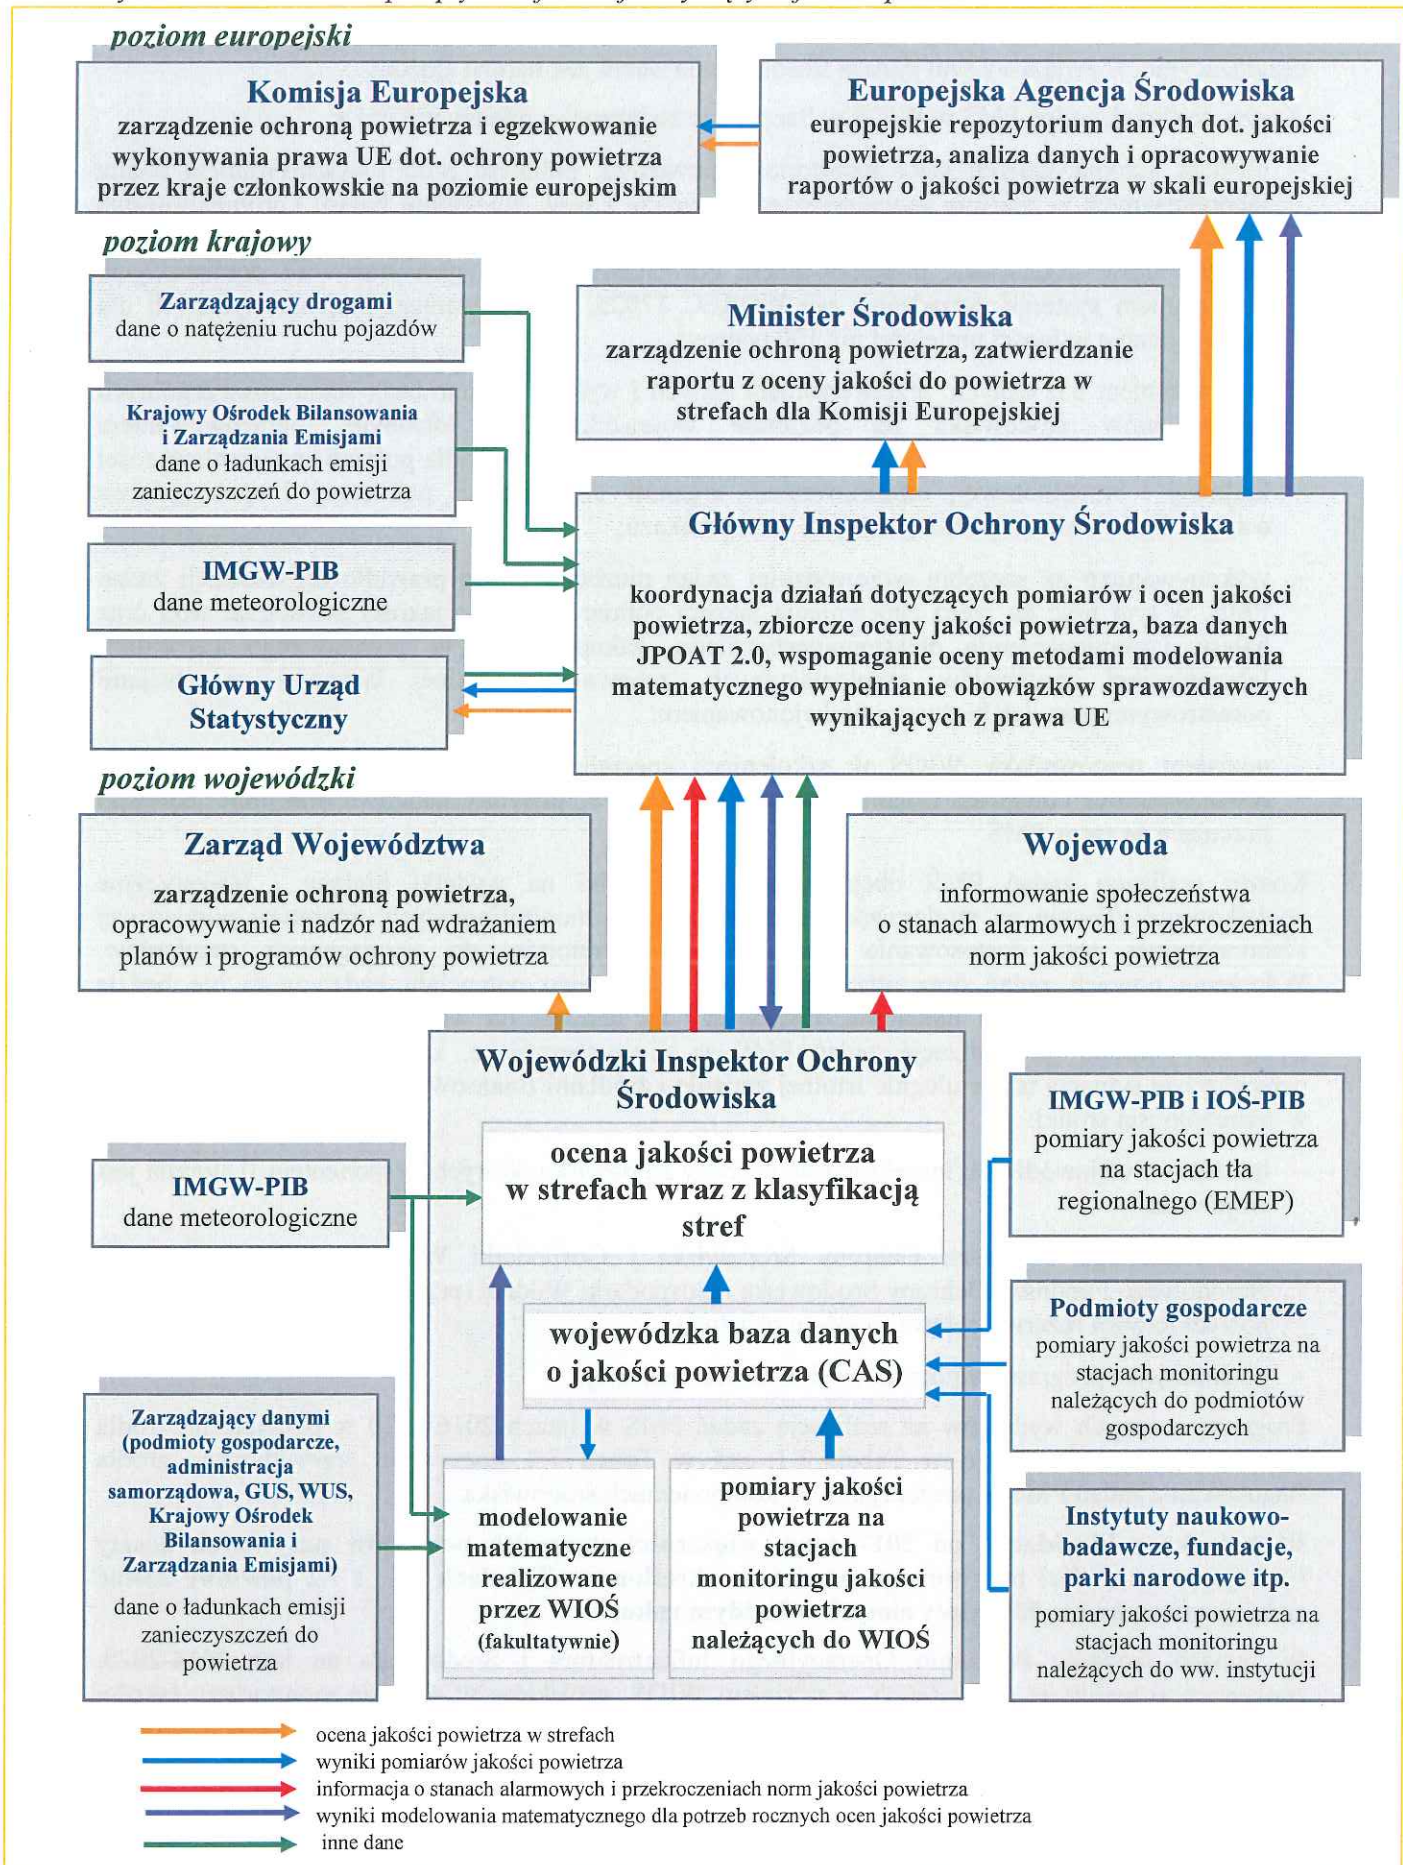 poziom europejski
Komisja Europejska
zarządzenie ochroną powietrza i egzekwowanie
wykonywania prawa UE dot. ochrony powietrza
przez kraje członkowskie na poziomie europejskim
Europejska Agencja Środowiska
europejskie repozytorium danych dot. jakości
powietrza, analiza danych i opracowywanie
raportów o jakości powietrza w skali europejskiej
poziom krajowy
Zarządzający drogami
dane o natężeniu ruchu pojazdów
Krajowy Ośrodek Bilansowania
i Zarządzania Emisjami
dane o ładunkach emisji
zanieczyszczeń do powietrza
IMGW-PIB
dane meteorologiczne
Główny Urząd
Statystyczny
Minister Środowiska
zarządzenie ochroną powietrza, zatwierdzanie
raportu z oceny jakości do powietrza w
strefach dla Komisji Europejskiej
Główny Inspektor Ochrony Środowiska
koordynacja działań dotyczących pomiarów i ocen jakości
powietrza, zbiorcze oceny jakości powietrza, baza danych
JPOAT 2.0, wspomaganie oceny metodami modelowania
matematycznego wypełnianie obowiązków sprawozdawczych
wynikających z prawa UE
poziom wojewódzki
Zarząd Województwa
zarządzenie ochroną powietrza,
opracowywanie i nadzór nad wdrażaniem
planów i programów ochrony powietrza
Wojewoda
informowanie społeczeństwa
o stanach alarmowych i przekroczeniach
norm jakości powietrza
Wojewódzki Inspektor Ochrony
Środowiska
ocena jakości powietrza
w strefach wraz z klasyfikacją
stref
wojewódzka baza danych
o jakości powietrza (CAS)
modelowanie
matematyczne
realizowane
przez WIOŚ
(fakultatywnie)
pomiary jakości
powietrza na
stacjach
monitoringu jakości
powietrza
należących do WIOŚ
IMGW-PIB
dane meteorologiczne
Zarządzający danymi
(podmioty gospodarcze,
administracja
samorządowa, GUS, WUS,
Krajowy Ośrodek
Bilansowania i
Zarządzania Emisjami)
dane o ładunkach emisji
zanieczyszczeń do
powietrza
IMGW-PIB i IOŚ-PIB
pomiary jakości powietrza
na stacjach tła
regionalnego (EMEP)
Podmioty gospodarcze
pomiary jakości powietrza na
stacjach monitoringu
należących do podmiotów
gospodarczych
Instytuty naukowo-
badawcze, fundacje,
parki narodowe itp.
pomiary jakości powietrza na
stacjach monitoringu
należących do ww. instytucji
ocena jakości powietrza w strefach
wyniki pomiarów jakości powietrza
informacja o stanach alarmowych i przekroczeniach norm jakości powietrza
wyniki modelowania matematycznego dla potrzeb rocznych ocen jakości powietrza
inne dane